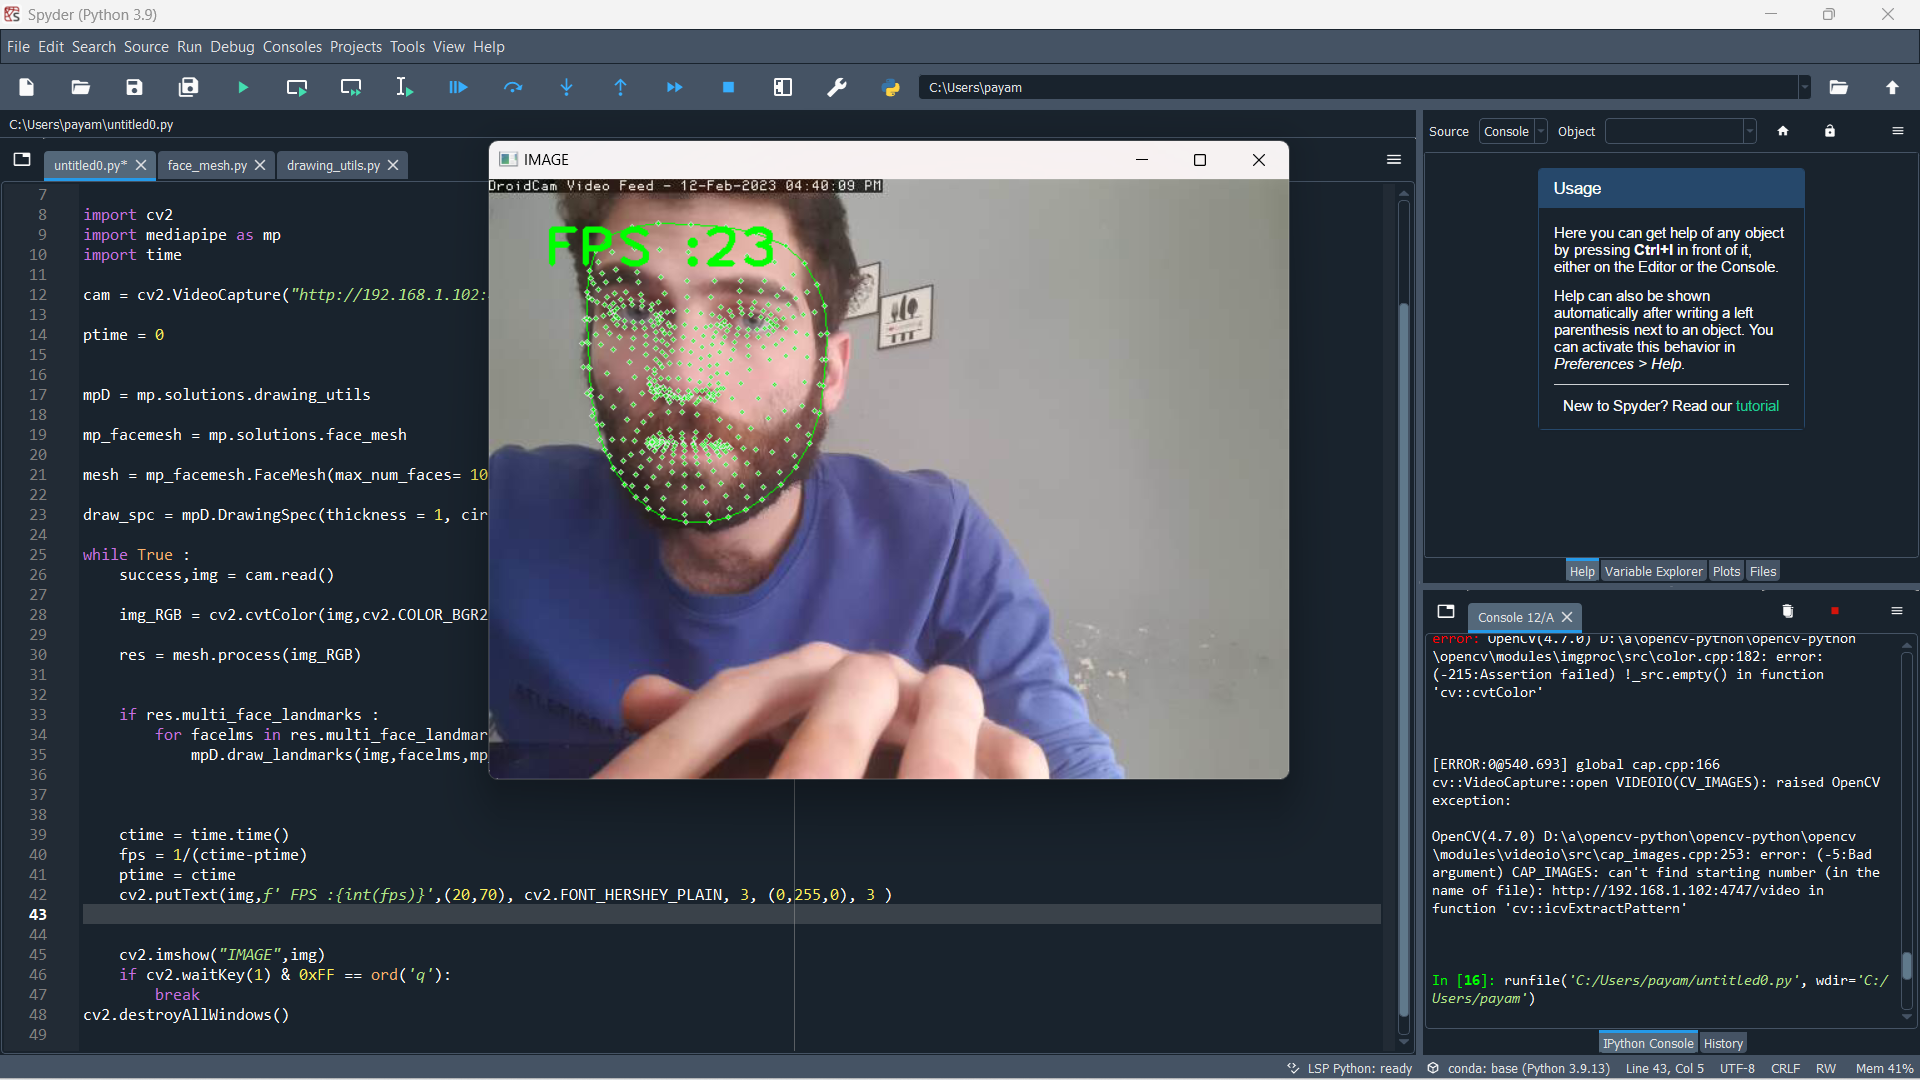 Spyder (Python 3.9)
File Edit Search Source Run Debug Consoles Projects Tools View Help
C:\Users\payam
C:\Users\payam\untitled0.py
untitled0.py* face_mesh.py drawing_utils.py
7
8 import cv2
9 import mediapipe as mp
10 import time
11
12 cam = cv2.VideoCapture("http://192.168.1.102:
13
14 ptime = 0
15
16
17 mpD = mp.solutions.drawing_utils
18
19 mp_facemesh = mp.solutions.face_mesh
20
21 mesh = mp_facemesh.FaceMesh(max_num_faces= 10
22
23 draw_spc = mpD.DrawingSpec(thickness = 1, cir
24
25 while True :
26 success,img = cam.read()
27
28 img_RGB = cv2.cvtColor(img,cv2.COLOR_BGR2
29
30 res = mesh.process(img_RGB)
31
32
33 if res.multi_face_landmarks :
34 for facelms in res.multi_face_landmar
35 mpD.draw_landmarks(img,facelms,mp
36
37
38
39 ctime = time.time()
40 fps = 1/(ctime-ptime)
41 ptime = ctime
42 cv2.putText(img,f' FPS :{int(fps)}',(20,70), cv2.FONT_HERSHEY_PLAIN, 3, (0,255,0), 3 )
43
44
45 cv2.imshow("IMAGE",img)
46 if cv2.waitKey(1) & 0xFF == ord('q'):
47 break
48 cv2.destroyAllWindows()
49
IMAGE
DroidCam Video Feed - 12-Feb-2023 04:40:09 PM
FPS :23
Source Console Object
Usage
Here you can get help of any object
by pressing Ctrl+I in front of it,
either on the Editor or the Console.
Help can also be shown
automatically after writing a left
parenthesis next to an object. You
can activate this behavior in
Preferences > Help.
New to Spyder? Read our tutorial
Help Variable Explorer Plots Files
Console 12/A
error: OpenCV(4.7.0) D:\a\opencv-python\opencv-python
\opencv\modules\imgproc\src\color.cpp:182: error:
(-215:Assertion failed) !_src.empty() in function
'cv::cvtColor'
[ERROR:0@540.693] global cap.cpp:166
cv::VideoCapture::open VIDEOIO(CV_IMAGES): raised OpenCV
exception:
OpenCV(4.7.0) D:\a\opencv-python\opencv-python\opencv
\modules\videoio\src\cap_images.cpp:253: error: (-5:Bad
argument) CAP_IMAGES: can't find starting number (in the
name of file): http://192.168.1.102:4747/video in
function 'cv::icvExtractPattern'
In [16]: runfile('C:/Users/payam/untitled0.py', wdir='C:/
Users/payam')
IPython Console History
LSP Python: ready conda: base (Python 3.9.13) Line 43, Col 5 UTF-8 CRLF RW Mem 41%